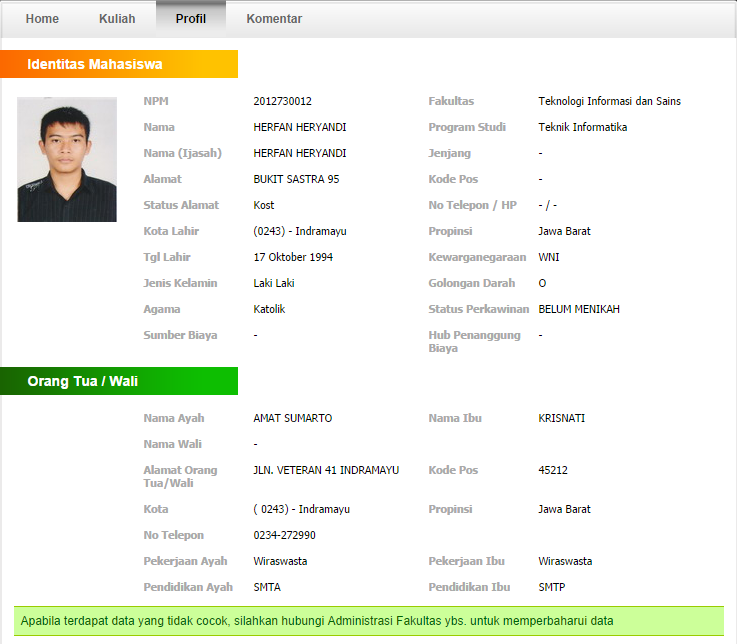 Home Kuliah Profil Komentar
Identitas Mahasiswa
NPM 2012730012 Fakultas Teknologi Informasi dan Sains
Nama HERFAN HERYANDI Program Studi Teknik Informatika
Nama (Ijasah) HERFAN HERYANDI Jenjang -
Alamat BUKIT SASTRA 95 Kode Pos -
Status Alamat Kost No Telepon / HP - / -
Kota Lahir (0243) - Indramayu Propinsi Jawa Barat
Tgl Lahir 17 Oktober 1994 Kewarganegaraan WNI
Jenis Kelamin Laki Laki Golongan Darah O
Agama Katolik Status Perkawinan BELUM MENIKAH
Sumber Biaya - Hub Penanggung -
Biaya
Orang Tua / Wali
Nama Ayah AMAT SUMARTO Nama Ibu KRISNATI
Nama Wali -
Alamat Orang JLN. VETERAN 41 INDRAMAYU Kode Pos 45212
Tua/Wali
Kota ( 0243) - Indramayu Propinsi Jawa Barat
No Telepon 0234-272990
Pekerjaan Ayah Wiraswasta Pekerjaan Ibu Wiraswasta
Pendidikan Ayah SMTA Pendidikan Ibu SMTP
Apabila terdapat data yang tidak cocok, silahkan hubungi Administrasi Fakultas ybs. untuk memperbaharui data